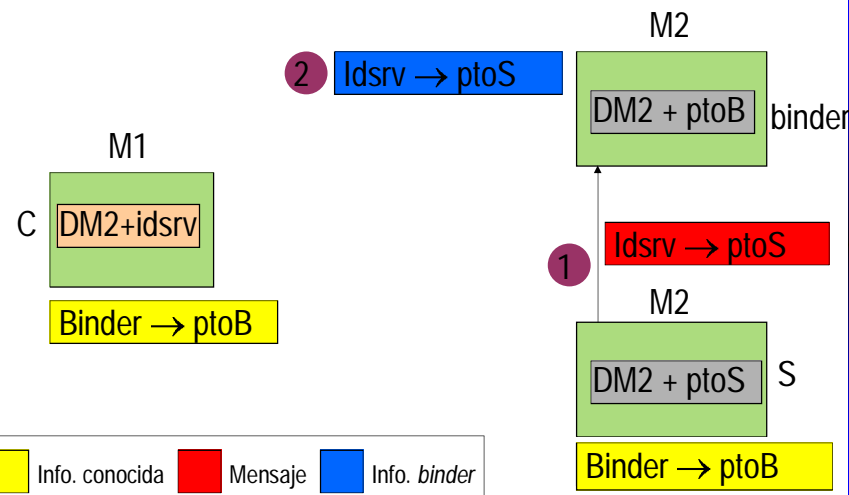 M2
2 Idsrv → ptoS
DM2 + ptoB binder
M1
C DM2+idsrv
Idsrv → ptoS
1
Binder → ptoB
M2
DM2 + ptoS S
Info. conocida Mensaje Info. binder
Binder → ptoB